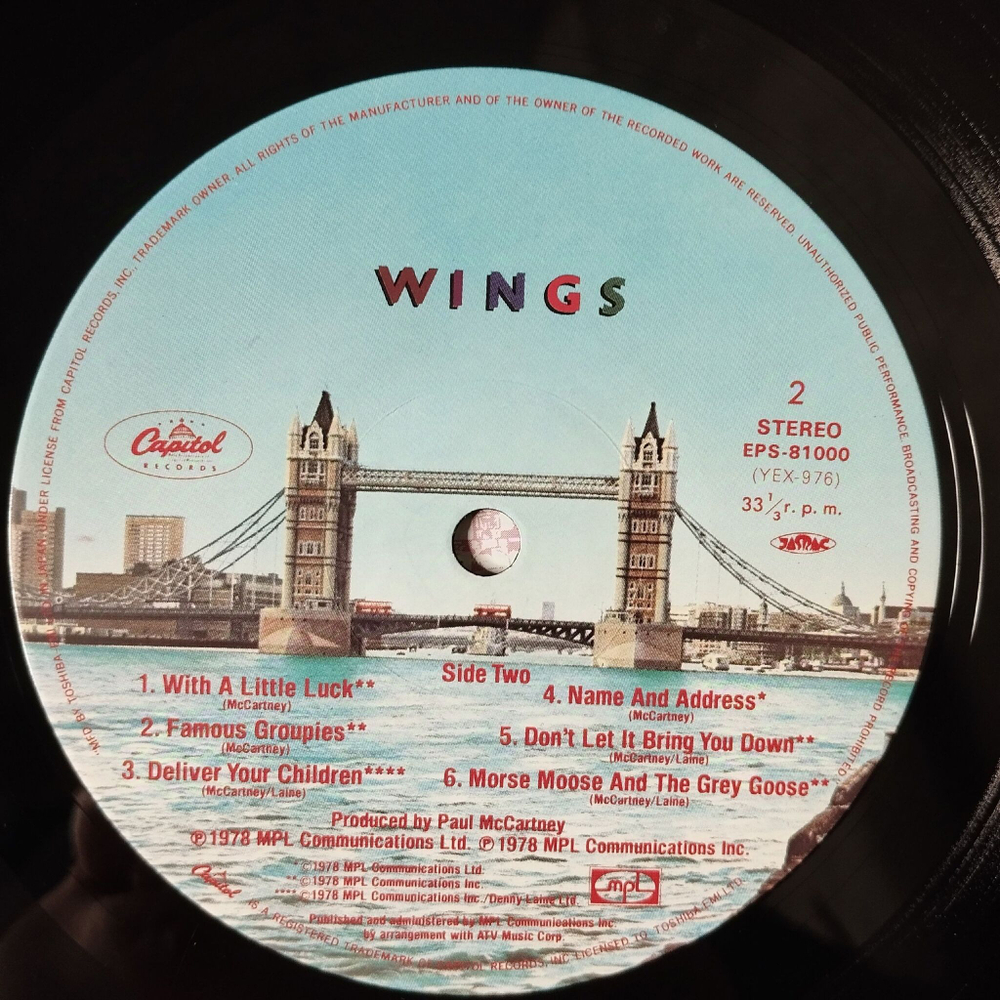 MFD. BY TOSHIBA EMI LTD. IN JAPAN UNDER LICENSE FROM CAPITOL RECORDS, INC., TRADEMARK OWNER. ALL RIGHTS OF THE MANUFACTURER AND OF THE OWNER OF THE RECORDED WORK ARE RESERVED. UNAUTHORIZED PUBLIC PERFORMANCE, BROADCASTING AND COPYING OF RECORD PROHIBITED.
WINGS
Capitol
RECORDS
2
STEREO
EPS-81000
(YEX-976)
33 1/3 r. p. m.
JASRAC
Side Two
1. With A Little Luck**
(McCartney)
2. Famous Groupies**
(McCartney)
3. Deliver Your Children****
(McCartney/Laine)
4. Name And Address*
(McCartney)
5. Don't Let It Bring You Down**
(McCartney/Laine)
6. Morse Moose And The Grey Goose**
(McCartney/Laine)
Produced by Paul McCartney
℗1978 MPL Communications Ltd. ℗1978 MPL Communications Inc.
*©1978 MPL Communications Ltd.
**©1978 MPL Communications Inc
****©1978 MPL Communications Inc./Denny Laine Ltd.
mpl
Published and administered by MPL Communications Inc.
by arrangement with ATV Music Corp.
Capitol IS A REGISTERED TRADEMARK OF CAPITOL RECORDS, INC LICENSED TO TOSHIBA EMI LTD.